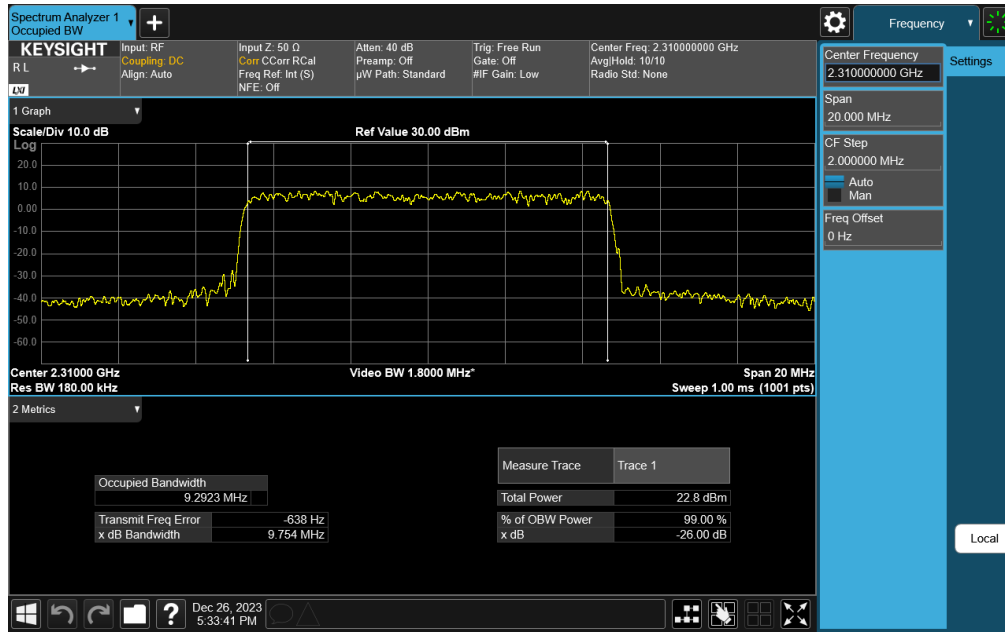 Spectrum Analyzer 1
Occupied BW
Frequency
KEYSIGHT
R L
LXI
Input: RF
Coupling: DC
Align: Auto
Input Z: 50 Ω
Corr CCorr RCal
Freq Ref: Int (S)
NFE: Off
Atten: 40 dB
Preamp: Off
µW Path: Standard
Trig: Free Run
Gate: Off
#IF Gain: Low
Center Freq: 2.310000000 GHz
Avg|Hold: 10/10
Radio Std: None
Center Frequency
2.310000000 GHz
Settings
Span
20.000 MHz
CF Step
2.000000 MHz
Auto
Man
Freq Offset
0 Hz
Local
1 Graph
Scale/Div 10.0 dB
Ref Value 30.00 dBm
Log
20.0
10.0
0.00
-10.0
-20.0
-30.0
-40.0
-50.0
-60.0
Center 2.31000 GHz
Video BW 1.8000 MHz*
Span 20 MHz
Res BW 180.00 kHz
Sweep 1.00 ms (1001 pts)
2 Metrics
Measure Trace Trace 1
Occupied Bandwidth
9.2923 MHz
Total Power 22.8 dBm
Transmit Freq Error -638 Hz
% of OBW Power 99.00 %
x dB Bandwidth 9.754 MHz
x dB -26.00 dB
?
Dec 26, 2023
5:33:41 PM